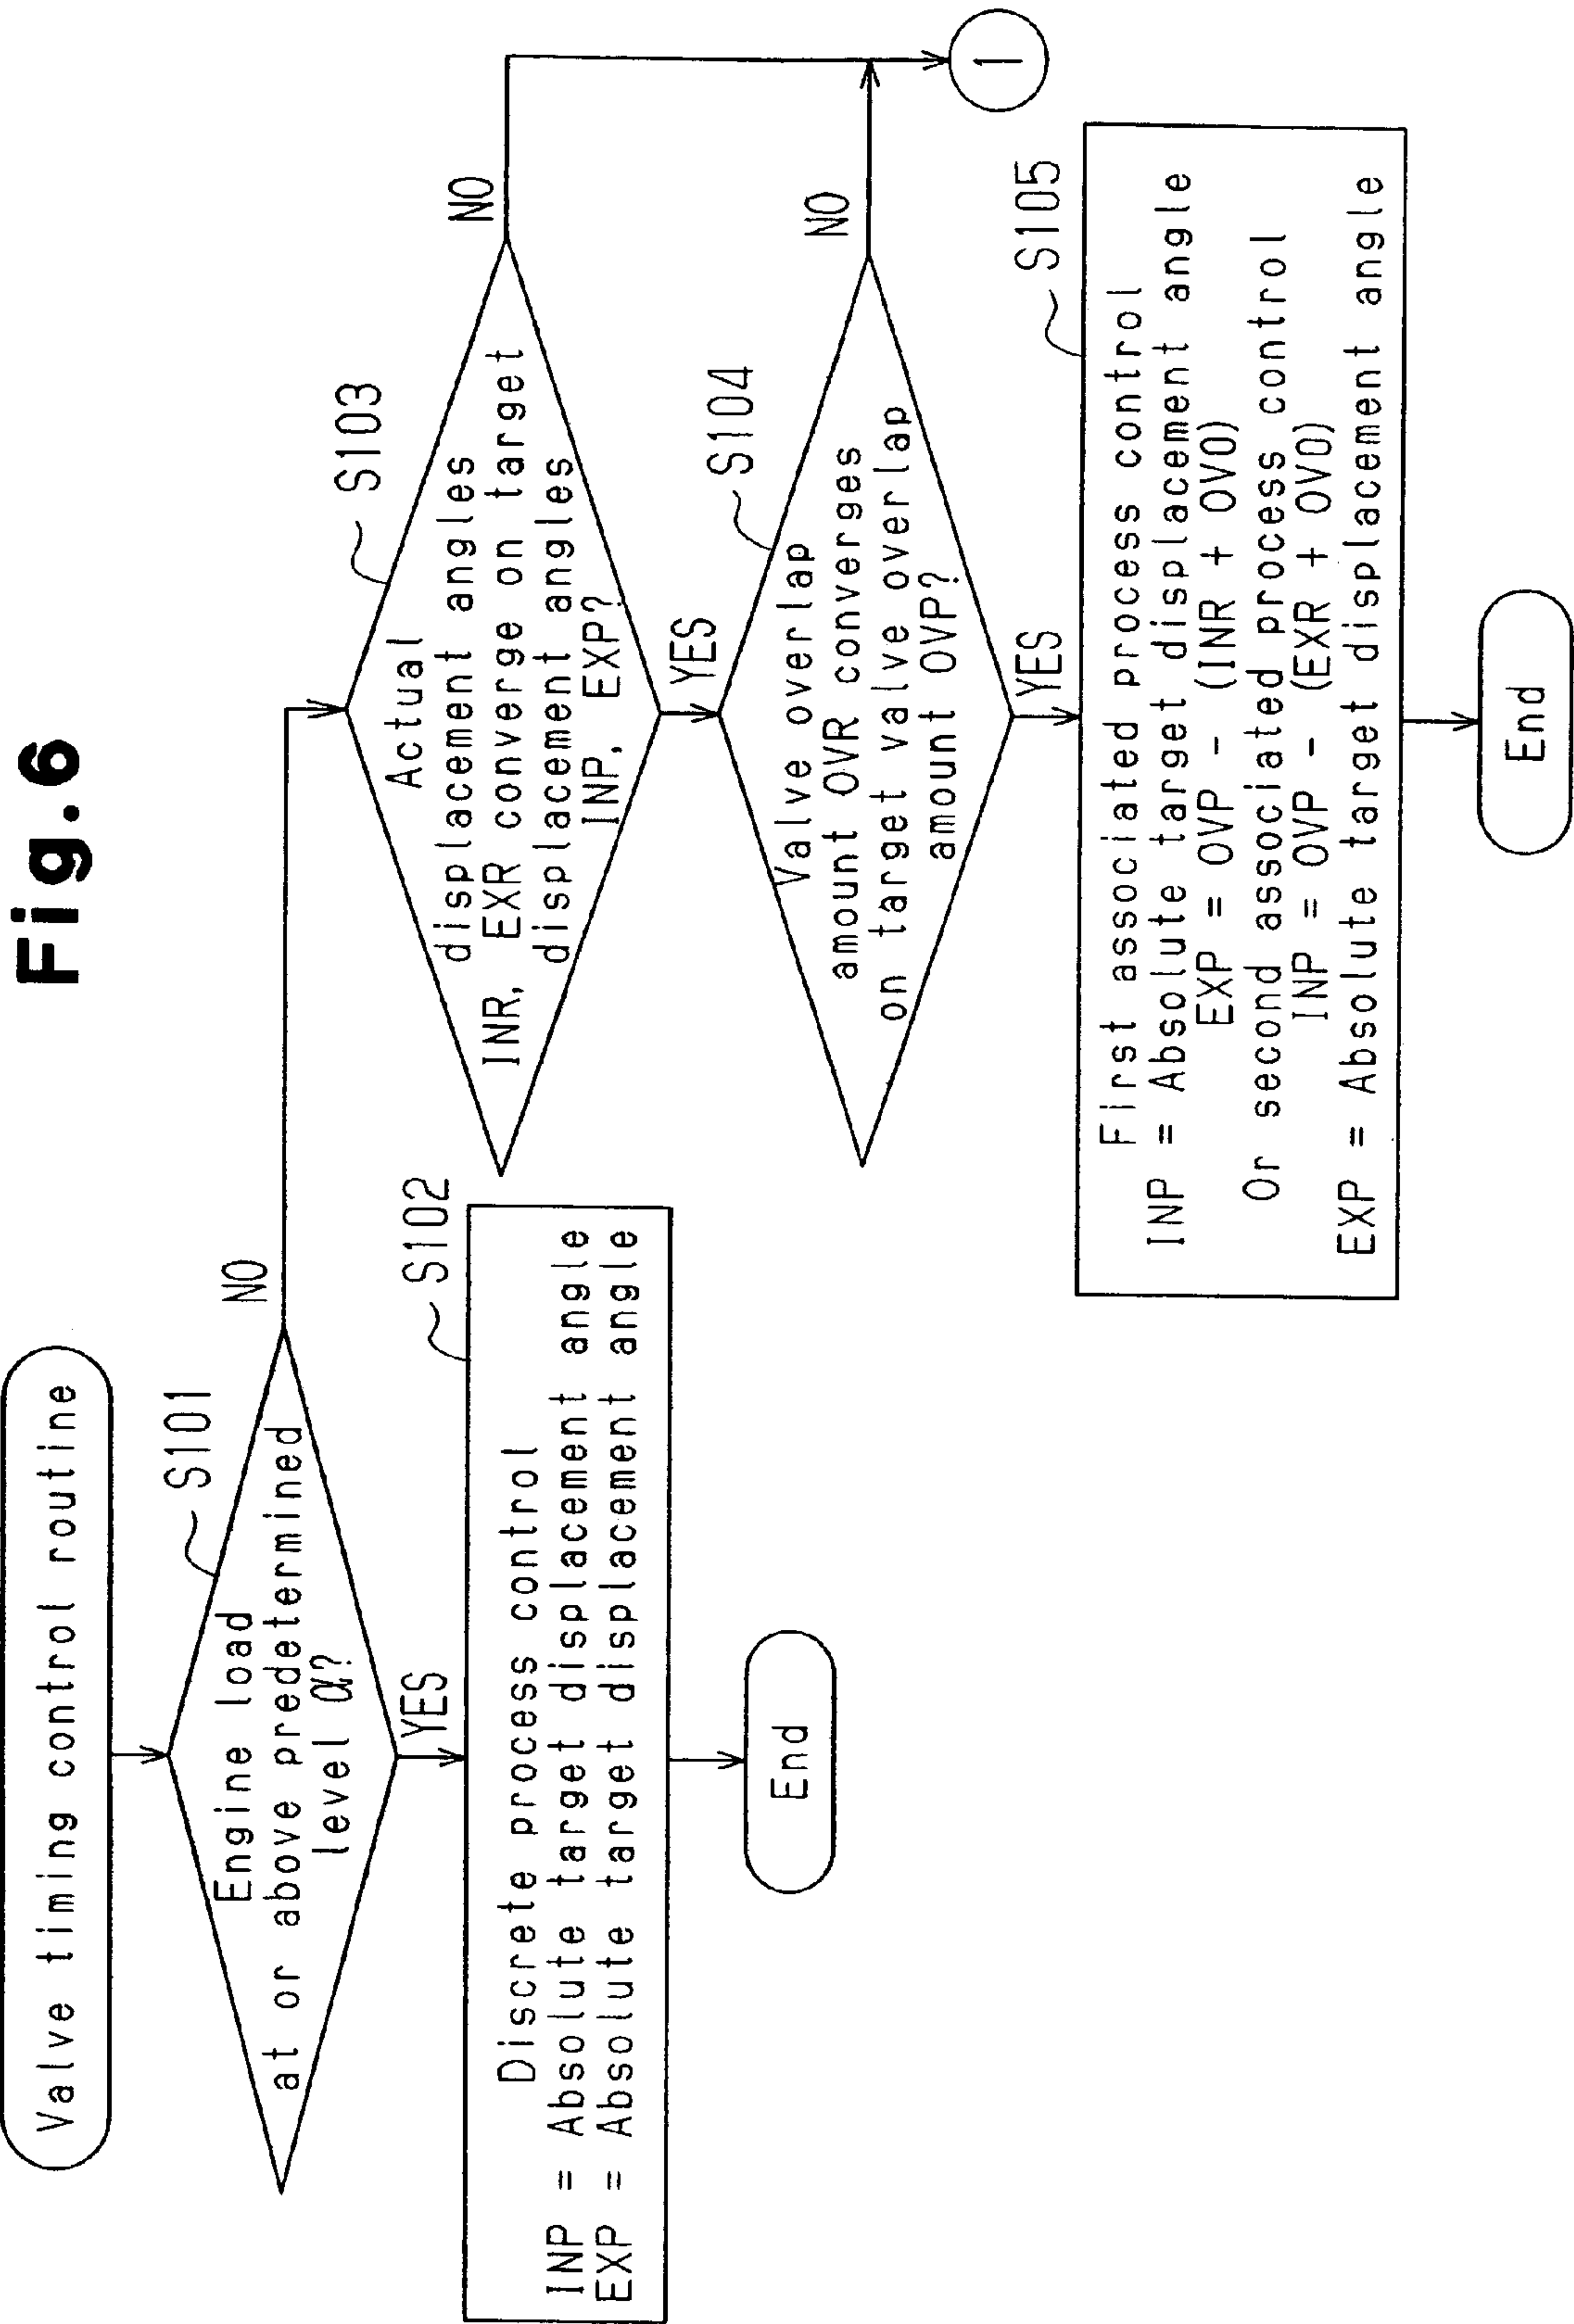 Fig.6
Valve timing control routine
S101
Engine load
at or above predetermined
level α?
NO
YES
S102
Discrete process control
INP = Absolute target displacement angle
EXP = Absolute target displacement angle
End
S103
Actual
displacement angles
INR, EXR converge on target
displacement angles
INP, EXP?
NO
YES
S104
Valve overlap
amount OVR converges
on target valve overlap
amount OVP?
NO
YES
1
S105
First associated process control
INP = Absolute target displacement angle
EXP = OVP - (INR + OV0)
Or second associated process control
INP = OVP - (EXR + OV0)
EXP = Absolute target displacement angle
End